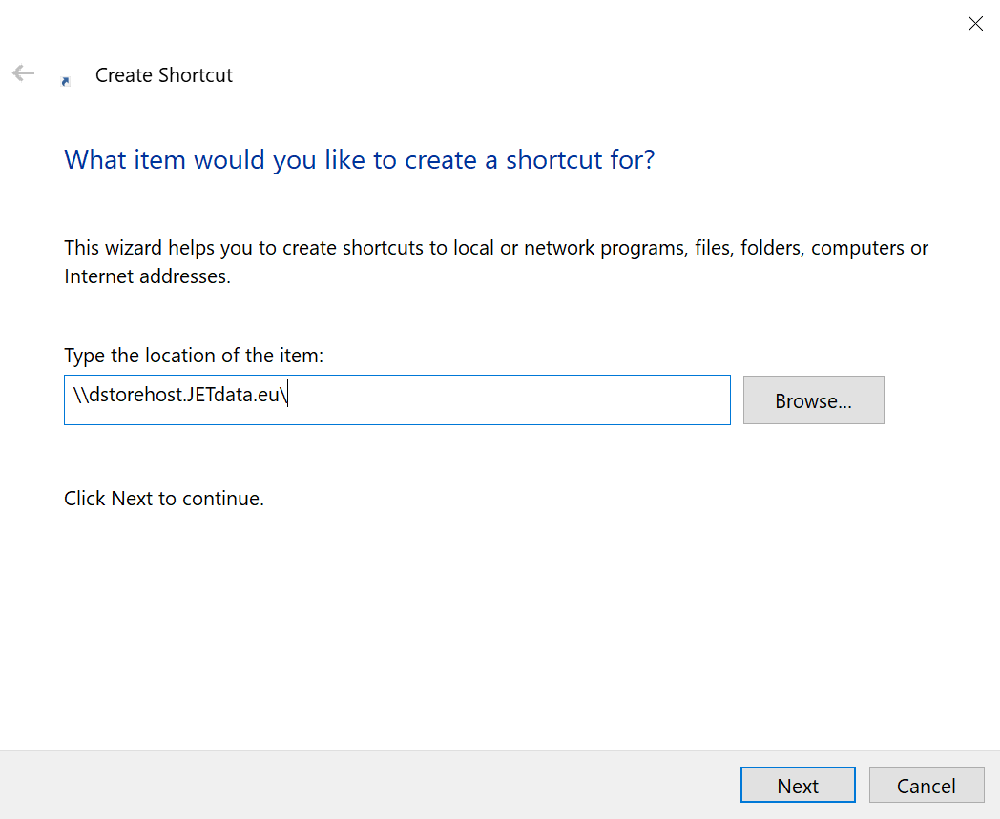 Create Shortcut
What item would you like to create a shortcut for?
This wizard helps you to create shortcuts to local or network programs, files, folders, computers or
Internet addresses.
Type the location of the item:
\\dstorehost.JETdata.eu\
Browse...
Click Next to continue.
Next
Cancel